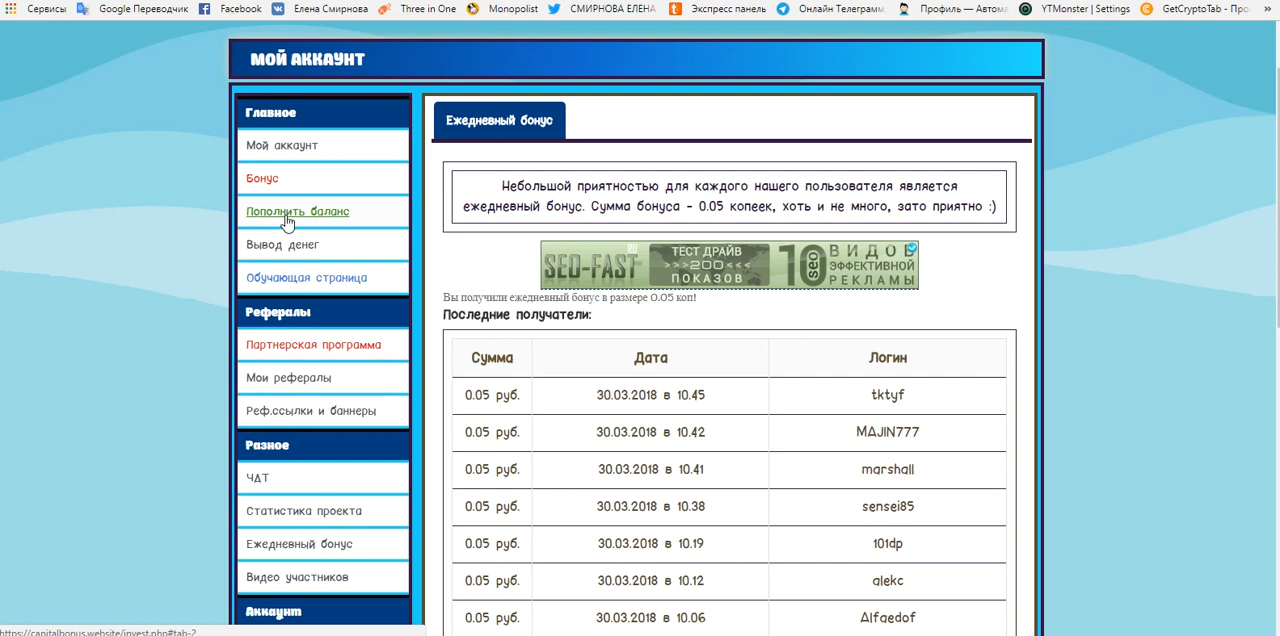 Сервисы Google Переводчик Facebook Елена Смирнова Three in One Monopolist СМИРНОВА ЕЛЕНА Экспресс панель Онлайн Телеграмм Профиль — Автома YTMonster | Settings GetCryptoTab - Про »
МОЙ АККАУНТ
Главное
Мой аккаунт
Бонус
Пополнить баланс
Вывод денег
Обучающая страница
Рефералы
Партнерская программа
Мои рефералы
Реф.ссылки и баннеры
Разное
ЧАТ
Статистика проекта
Ежедневный бонус
Видео участников
Аккаунт
Ежедневный бонус
Небольшой приятностью для каждого нашего пользователя является
ежедневный бонус. Сумма бонуса - 0.05 копеек, хоть и не много, зато приятно :)
SEO-FAST RU
ТЕСТ ДРАЙВ
>>>200<<<
ПОКАЗОВ
10 seo
ВИДОВ
ЭФФЕКТИВНОЙ
РЕКЛАМЫ
Вы получили ежедневный бонус в размере 0.05 коп!
Последние получатели:
Сумма Дата Логин
0.05 руб. 30.03.2018 в 10.45 tktyf
0.05 руб. 30.03.2018 в 10.42 MAJIN777
0.05 руб. 30.03.2018 в 10.41 marshall
0.05 руб. 30.03.2018 в 10.38 sensei85
0.05 руб. 30.03.2018 в 10.19 101dp
0.05 руб. 30.03.2018 в 10.12 alekc
0.05 руб. 30.03.2018 в 10.06 Alfaedof
https://capitalbonus.website/invest.php#tab-2